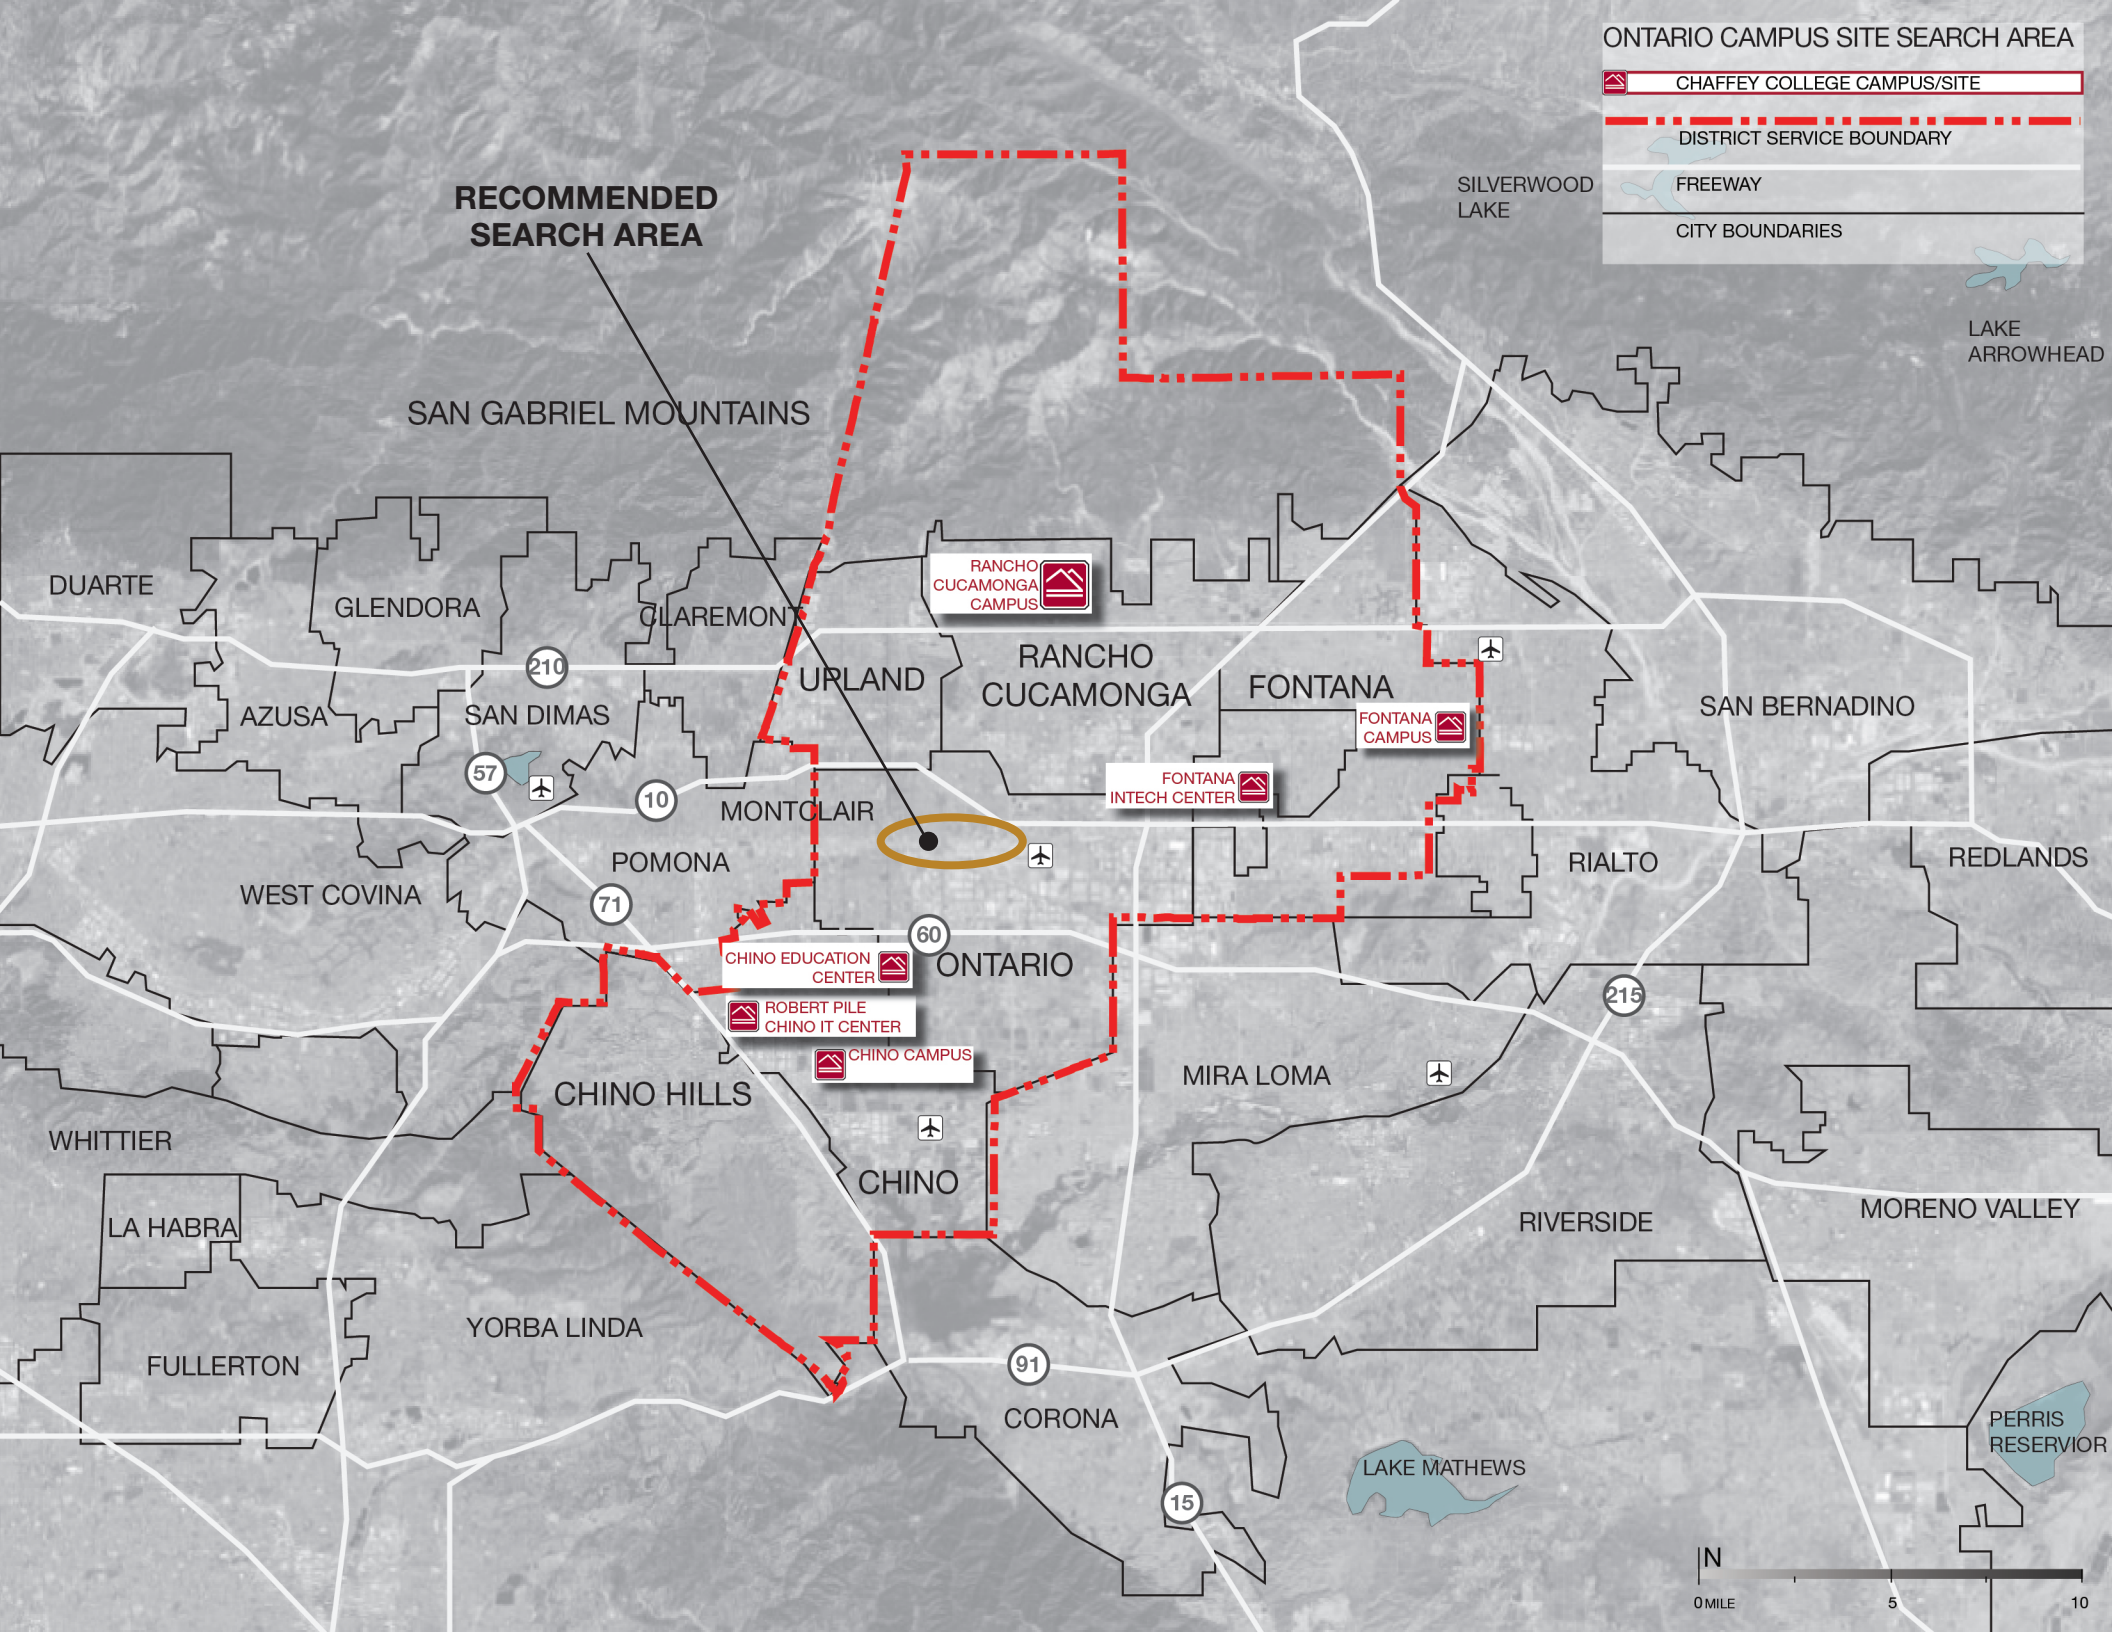 ONTARIO CAMPUS SITE SEARCH AREA
CHAFFEY COLLEGE CAMPUS/SITE
DISTRICT SERVICE BOUNDARY
FREEWAY
CITY BOUNDARIES
SILVERWOOD
LAKE
RECOMMENDED
SEARCH AREA
LAKE
ARROWHEAD
SAN GABRIEL MOUNTAINS
DUARTE
GLENDORA
CLAREMONT
RANCHO
CUCAMONGA
CAMPUS
210
UPLAND
RANCHO
CUCAMONGA
FONTANA
AZUSA
SAN DIMAS
SAN BERNADINO
FONTANA
CAMPUS
57
10
FONTANA
INTECH CENTER
MONTCLAIR
POMONA
RIALTO
REDLANDS
WEST COVINA
71
60
CHINO EDUCATION
CENTER
ONTARIO
215
ROBERT PILE
CHINO IT CENTER
CHINO CAMPUS
CHINO HILLS
MIRA LOMA
WHITTIER
CHINO
LA HABRA
RIVERSIDE
MORENO VALLEY
YORBA LINDA
FULLERTON
91
CORONA
PERRIS
RESERVIOR
LAKE MATHEWS
15
N
0 MILE
5
10